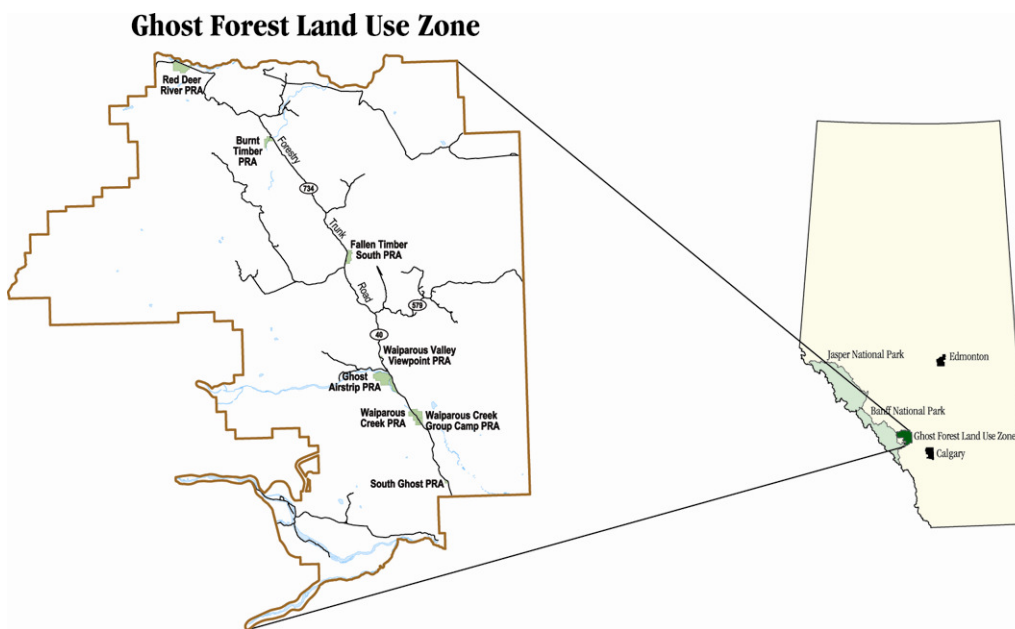 Ghost Forest Land Use Zone
Red Deer
River PRA
Burnt
Timber
PRA
Forestry
734
Trunk
Fallen Timber
South PRA
Road
579
40
Waiparous Valley
Viewpoint PRA
Ghost
Airstrip PRA
Waiparous
Creek PRA
Waiparous Creek
Group Camp PRA
South Ghost PRA
Jasper National Park
Edmonton
Banff National Park
Ghost Forest Land Use Zone
Calgary